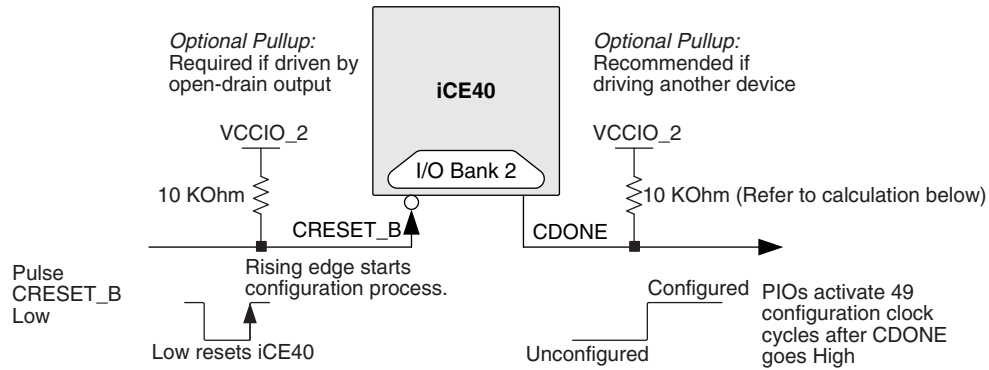 Optional Pullup:
Required if driven by
open-drain output
VCCIO_2
10 KOhm
iCE40
I/O Bank 2
Optional Pullup:
Recommended if
driving another device
VCCIO_2
10 KOhm (Refer to calculation below)
CRESET_B
CDONE
Pulse
CRESET_B
Low
Rising edge starts
configuration process.
Low resets iCE40
Configured
Unconfigured
PIOs activate 49
configuration clock
cycles after CDONE
goes High